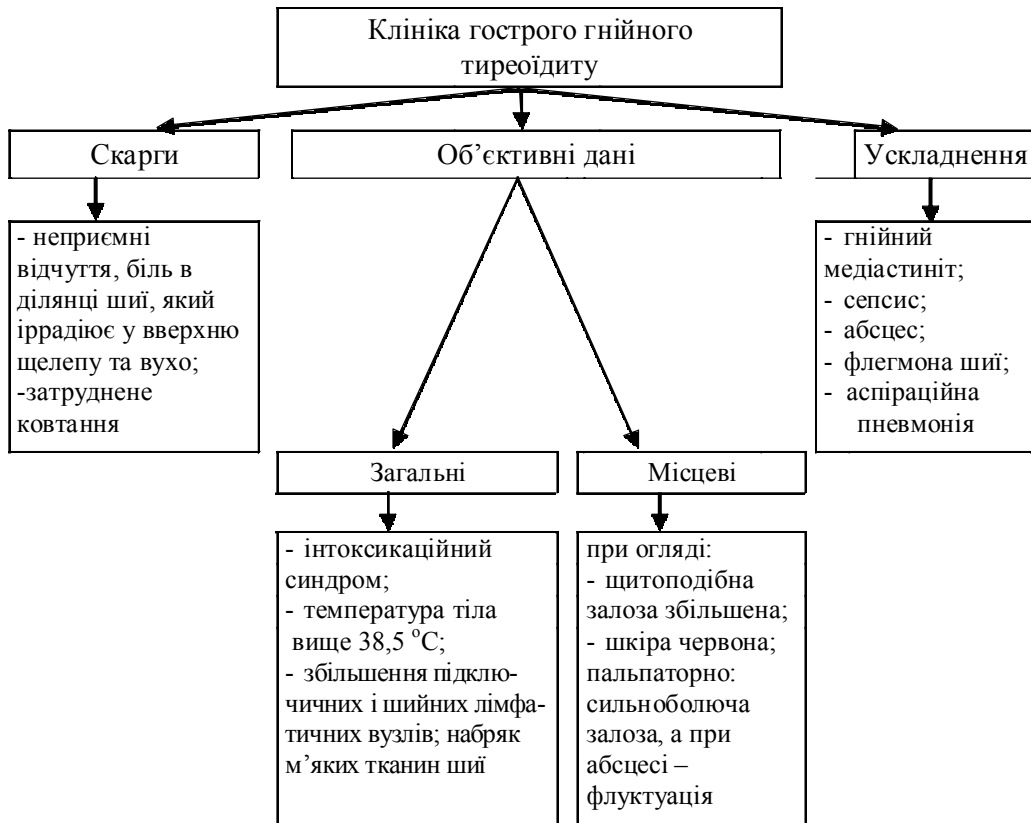 Клініка гострого гнійного
тиреоїдиту
Скарги
Об’єктивні дані
Ускладнення
- неприємні
відчуття, біль в
ділянці шиї, який
іррадіює у вверхню
щелепу та вухо;
-затруднене
ковтання
- гнійний
медіастиніт;
- сепсис;
- абсцес;
- флегмона шиї;
- аспіраційна
пневмонія
Загальні
Місцеві
- інтоксикаційний
синдром;
- температура тіла
вище 38,5 °С;
- збільшення підклю-
чичних і шийних лімфа-
тичних вузлів; набряк
м’яких тканин шиї
при огляді:
- щитоподібна
залоза збільшена;
- шкіра червона;
пальпаторно:
сильноболюча
залоза, а при
абсцесі –
флуктуація